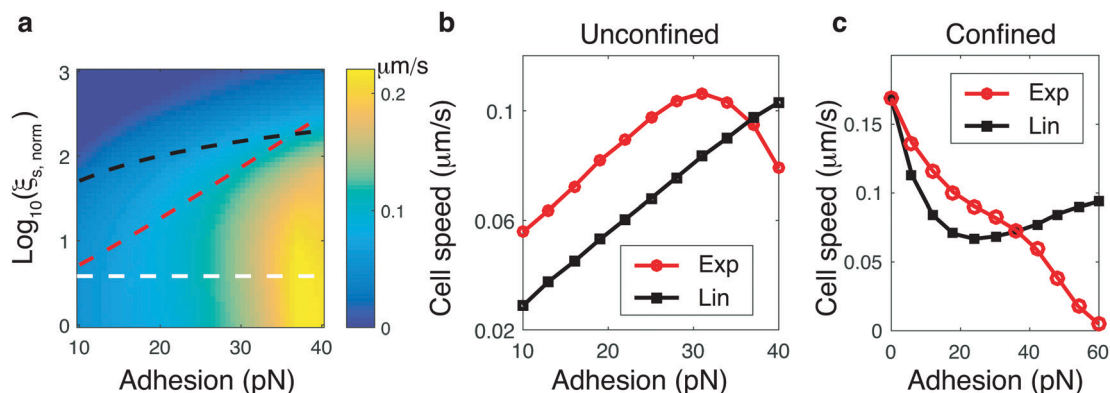 a
μm/s
Log10(ξs, norm)
3
2
1
0
10
20
30
40
Adhesion (pN)
0.2
0.1
0
b
Unconfined
Cell speed (μm/s)
0.1
0.06
0.02
10
20
30
40
Adhesion (pN)
Exp
Lin
c
Confined
Cell speed (μm/s)
0.15
0.1
0.05
0
0
20
40
60
Adhesion (pN)
Exp
Lin